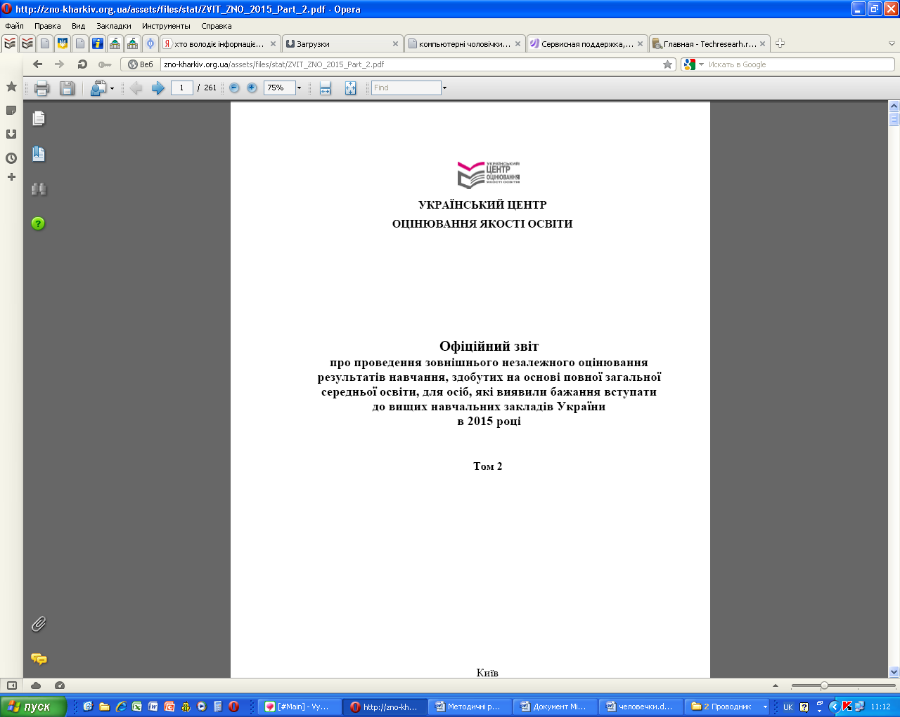 http://zno-kharkiv.org.ua/assets/files/stat/ZVIT_ZNO_2015_Part_2.pdf - Opera
Файл Правка Вид Закладки Инструменты Справка
хто володіє інформаціє...
Загрузки
компьютерні чоловічки...
Сервисная поддержка,...
Главная - Techresearh.r...
Веб
zno-kharkiv.org.ua/assets/files/stat/ZVIT_ZNO_2015_Part_2.pdf
Искать в Google
1 / 261
75%
Find
УКРАЇНСЬКИЙ
ЦЕНТР
ОЦІНЮВАННЯ
ЯКОСТІ ОСВІТИ
УКРАЇНСЬКИЙ ЦЕНТР
ОЦІНЮВАННЯ ЯКОСТІ ОСВІТИ
Офіційний звіт
про проведення зовнішнього незалежного оцінювання
результатів навчання, здобутих на основі повної загальної
середньої освіти, для осіб, які виявили бажання вступати
до вищих навчальних закладів України
в 2015 році
Том 2
Київ
пуск
[#Main] - Vy...
http://zno-kh...
Методичні р...
Документ Mi...
человечки.d...
2 Проводник
UK
11:12